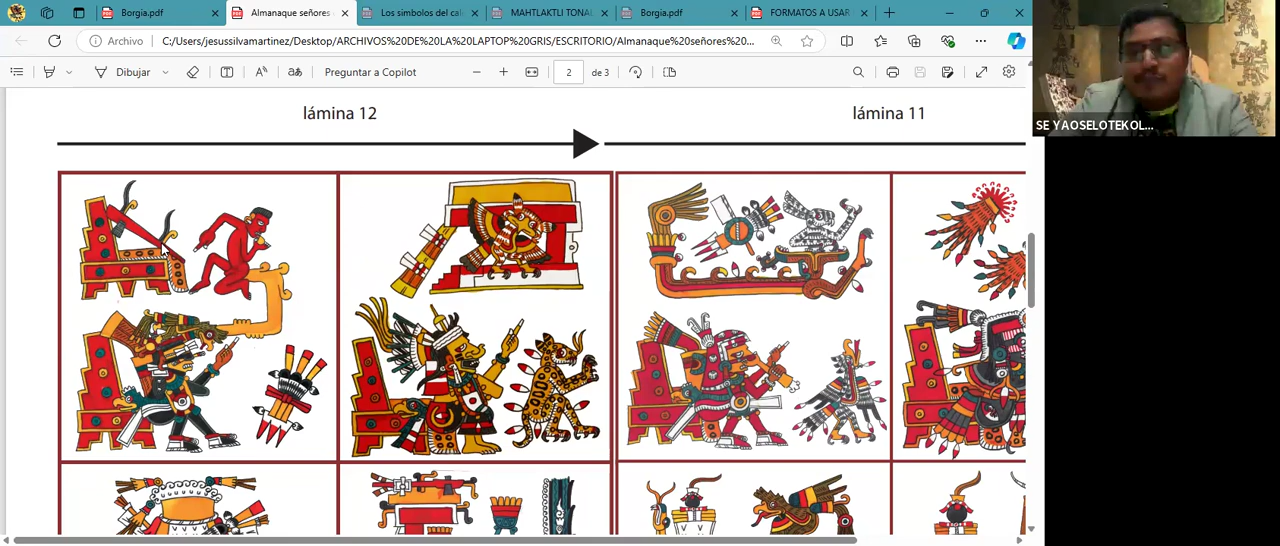 Borgia.pdf
Almanaque señores
Los simbolos del cal
MAHTLAKTLI TONAL
Borgia.pdf
FORMATOS A USAR
Archivo
C:/Users/jesussilvamartinez/Desktop/ARCHIVOS%20DE%20LA%20LAPTOP%20GRIS/ESCRITORIO/Almanaque%20señores%20...
Dibujar
aあ
Preguntar a Copilot
2
de 3
lámina 12
lámina 11
SE YAOSELOTEKOL...